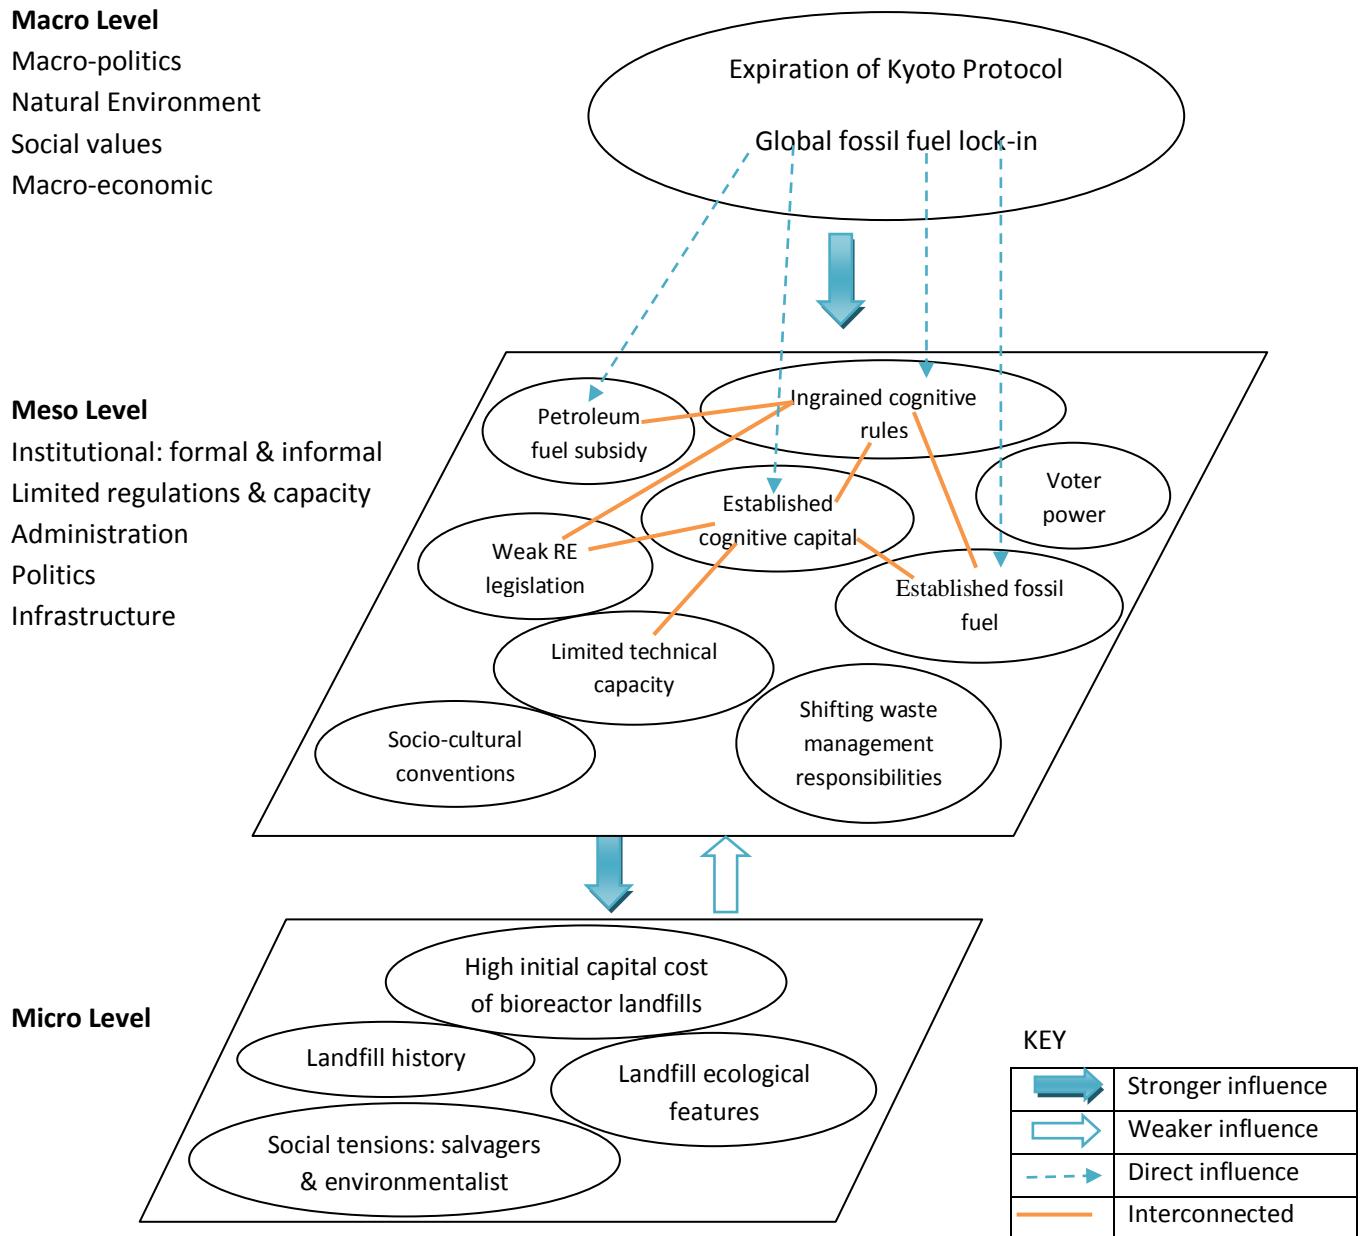 Macro Level
Macro-politics
Natural Environment
Social values
Macro-economic
Expiration of Kyoto Protocol
Global fossil fuel lock-in
Meso Level
Institutional: formal & informal
Limited regulations & capacity
Administration
Politics
Infrastructure
Petroleum
fuel subsidy
Ingrained cognitive
rules
Voter
power
Established
cognitive capital
Weak RE
legislation
Established fossil
fuel
Limited technical
capacity
Shifting waste
management
responsibilities
Socio-cultural
conventions
Micro Level
High initial capital cost
of bioreactor landfills
Landfill history
Landfill ecological
features
Social tensions: salvagers
& environmentalist
KEY
Stronger influence
Weaker influence
Direct influence
Interconnected